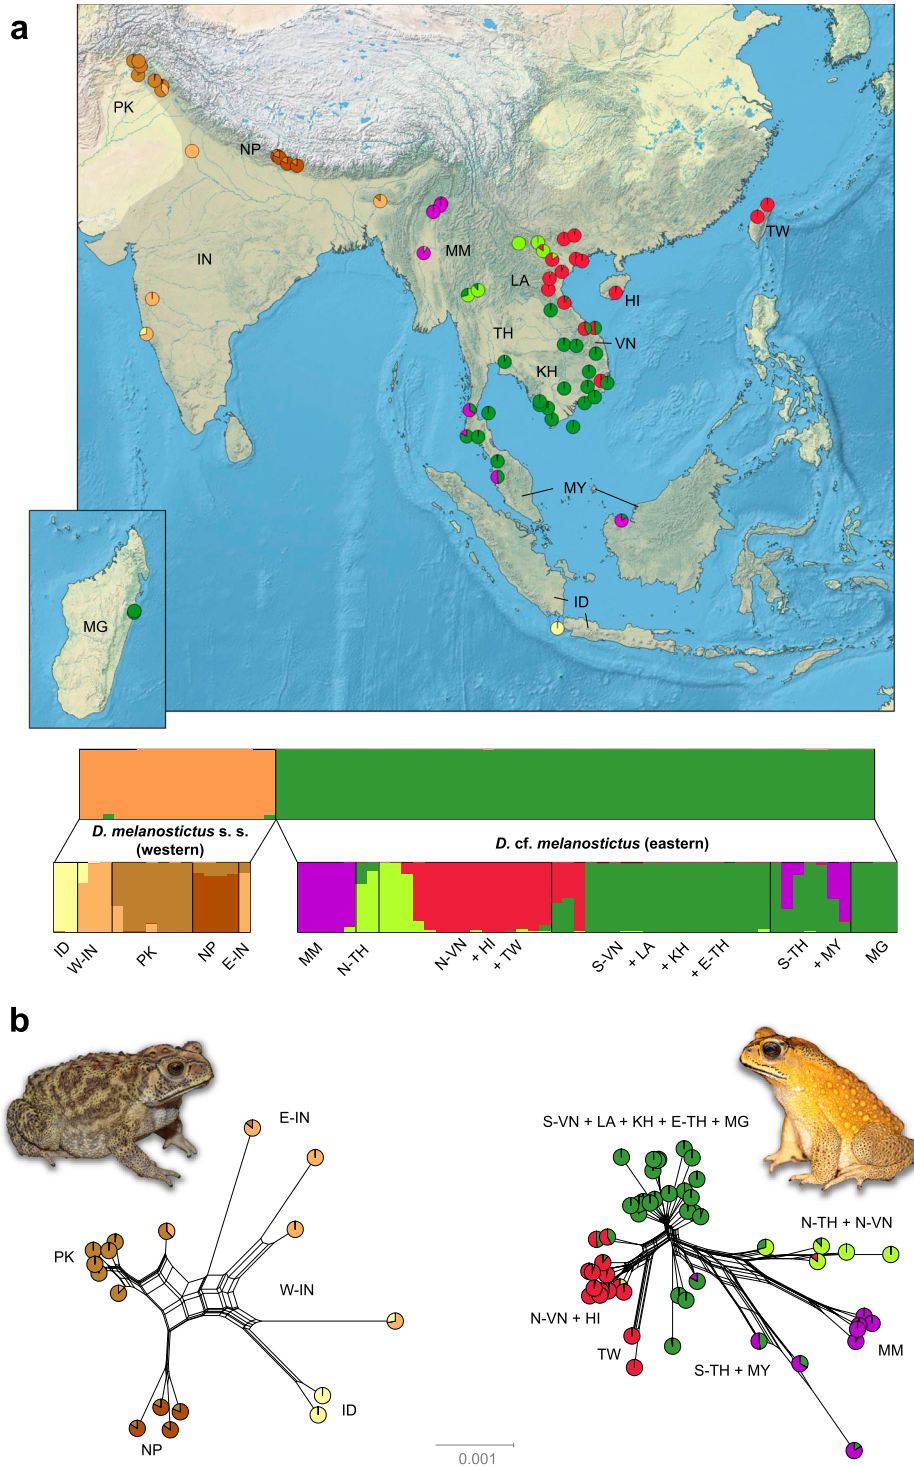 a
PK
NP
IN
MM
LA
TH
KH
VN
HI
TW
MY
ID
MG
D. melanostictus s. s.
(western)
D. cf. melanostictus (eastern)
ID
W-IN
PK
NP
E-IN
MM
N-TH
N-VN
+ HI
+ TW
S-VN
+ LA
+ KH
+ E-TH
S-TH
+ MY
MG
b
E-IN
PK
W-IN
ID
NP
S-VN + LA + KH + E-TH + MG
N-TH + N-VN
N-VN + HI
TW
S-TH + MY
MM
0.001